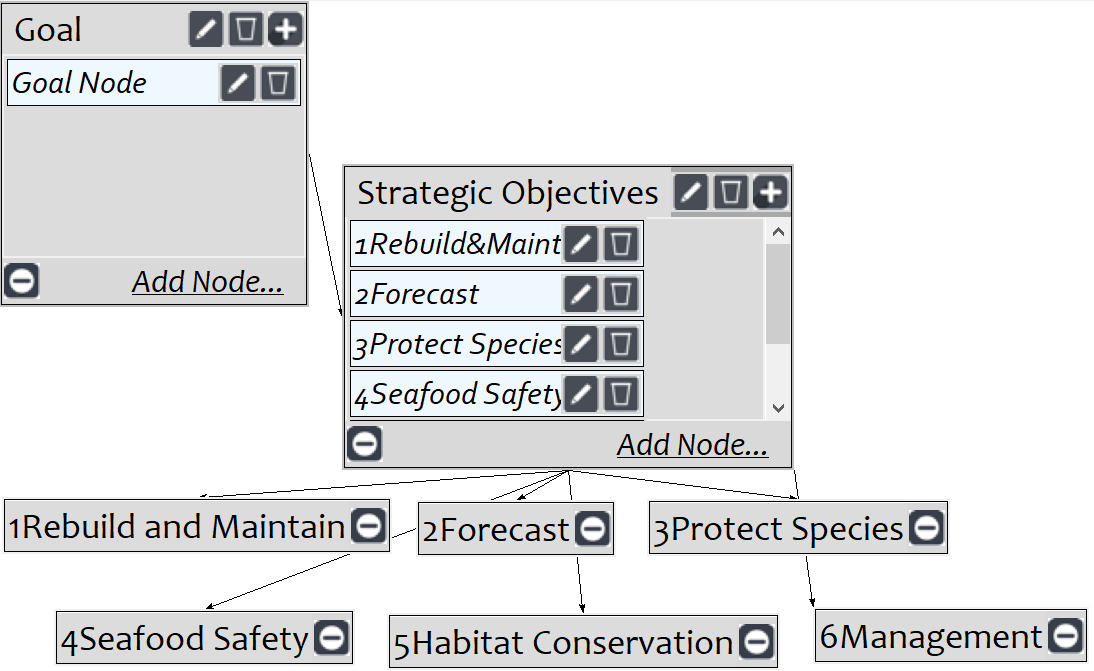 Goal
Goal Node
Add Node...
Strategic Objectives
1Rebuild&Maint
2Forecast
3Protect Species
4Seafood Safety
Add Node...
1Rebuild and Maintain
2Forecast
3Protect Species
4Seafood Safety
5Habitat Conservation
6Management